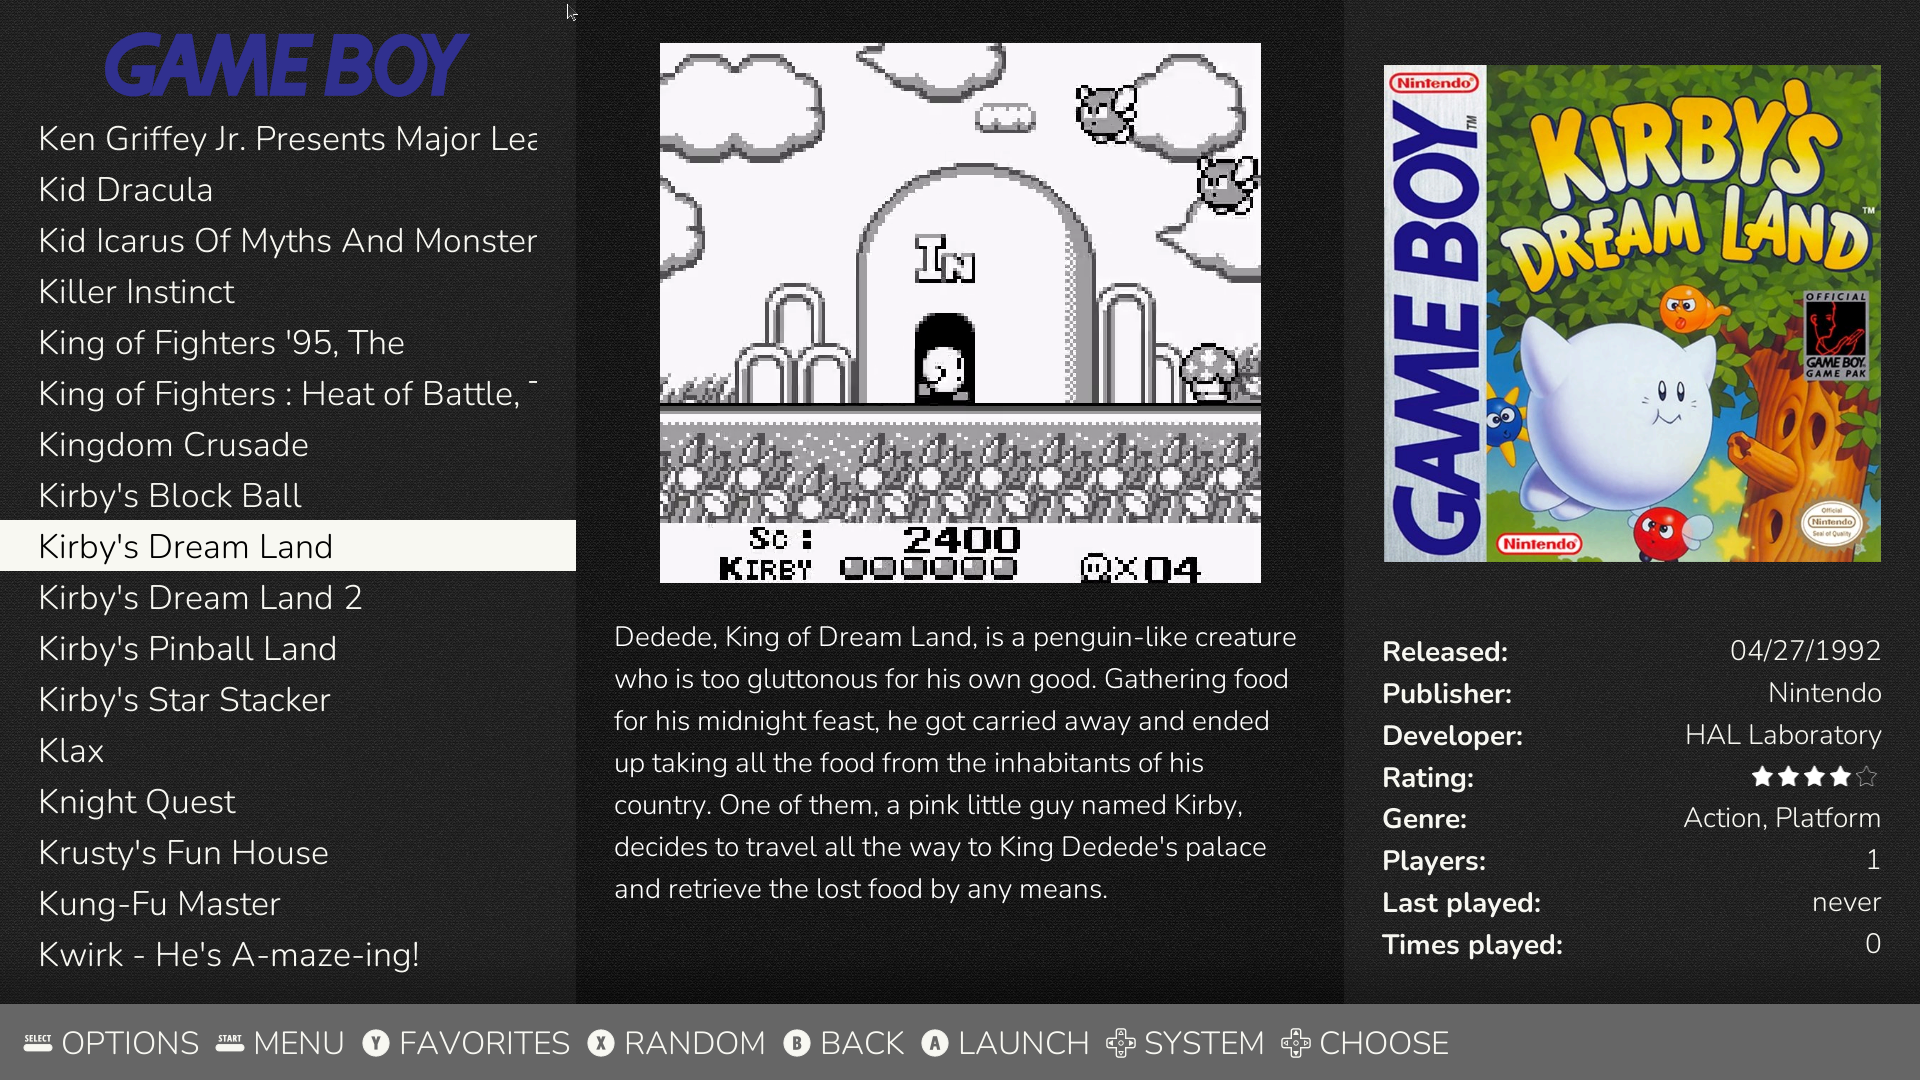 GAME BOY
Ken Griffey Jr. Presents Major Lea
Kid Dracula
Kid Icarus Of Myths And Monster
Killer Instinct
King of Fighters '95, The
King of Fighters : Heat of Battle,
Kingdom Crusade
Kirby's Block Ball
Kirby's Dream Land
Kirby's Dream Land 2
Kirby's Pinball Land
Kirby's Star Stacker
Klax
Knight Quest
Krusty's Fun House
Kung-Fu Master
Kwirk - He's A-maze-ing!
IN
Sc : 2400
KIRBY X04
Dedede, King of Dream Land, is a penguin-like creature
who is too gluttonous for his own good. Gathering food
for his midnight feast, he got carried away and ended
up taking all the food from the inhabitants of his
country. One of them, a pink little guy named Kirby,
decides to travel all the way to King Dedede's palace
and retrieve the lost food by any means.
Nintendo
GAME BOY TM
KIRBY'S
DREAM LAND TM
OFFICIAL
GAME BOY
GAME PAK
Official
Nintendo
Seal of Quality
Nintendo
Released: 04/27/1992
Publisher: Nintendo
Developer: HAL Laboratory
Rating:
Genre: Action, Platform
Players: 1
Last played: never
Times played: 0
SELECT OPTIONS START MENU Y FAVORITES X RANDOM B BACK A LAUNCH SYSTEM CHOOSE